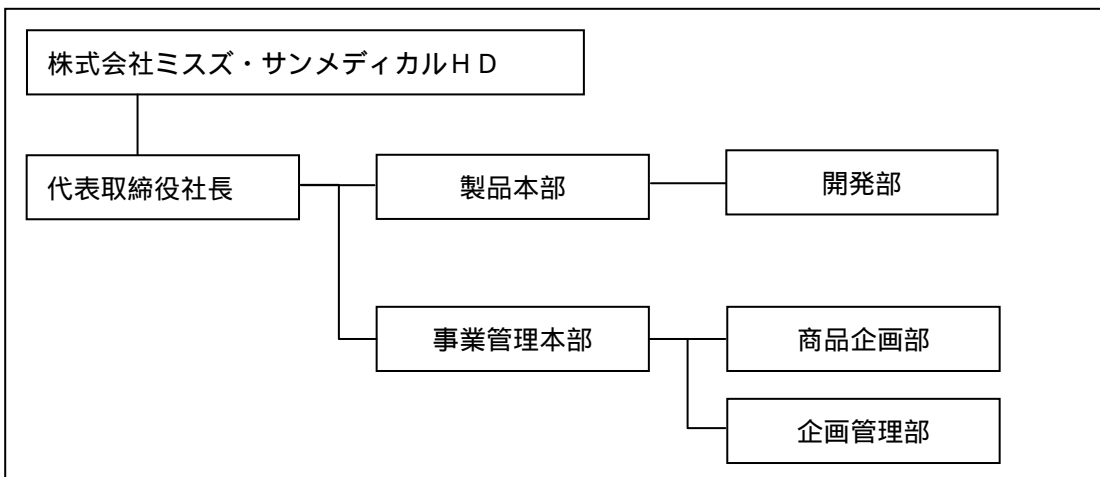 株式会社ミスズ・サンメディカルＨＤ
代表取締役社長
製品本部
開発部
事業管理本部
商品企画部
企画管理部